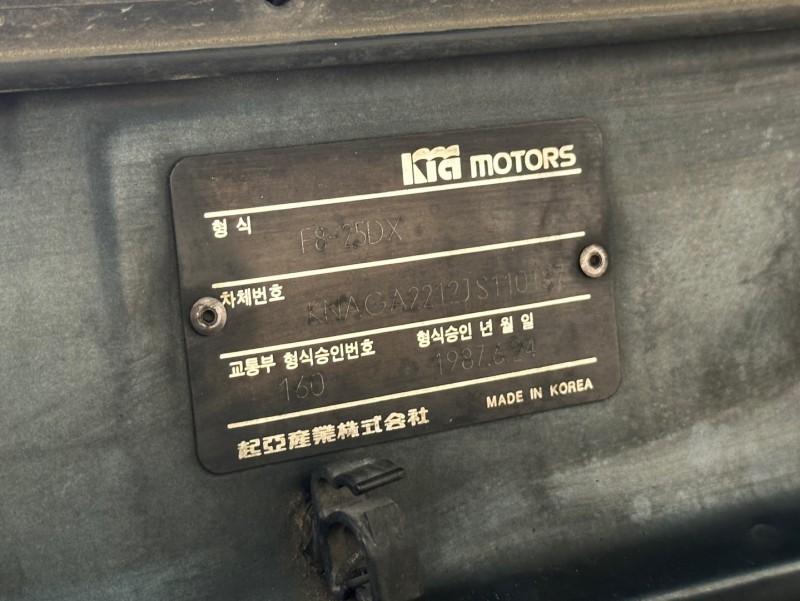 KIA MOTORS
형 식
F8-25DX
차체번호
교통부 형식승인번호 형식승인 년 월 일
160 1987.6.24
起亞産業株式会社 MADE IN KOREA